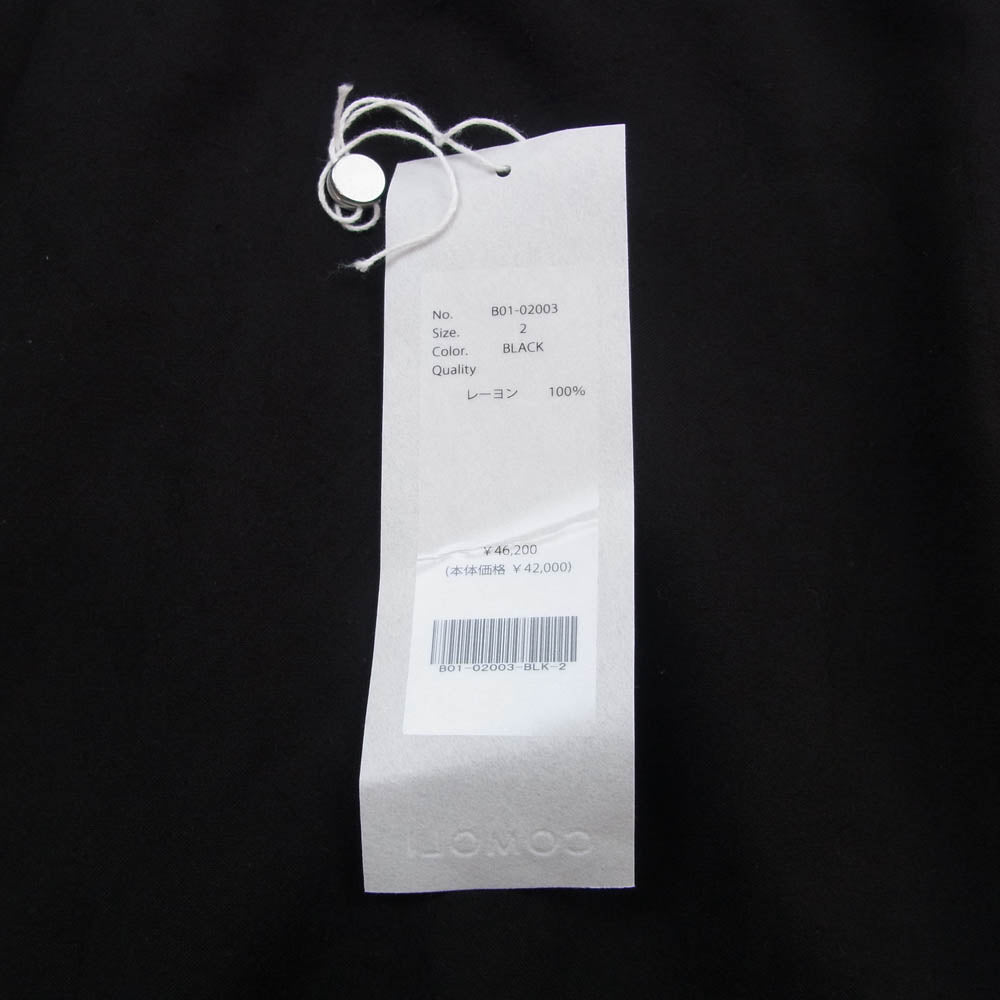 No. B01-02003
Size. 2
Color. BLACK
Quality
レーヨン 100%
¥46,200
(本体価格 ¥42,000)
B01-02003-BLK-2
COMOLI